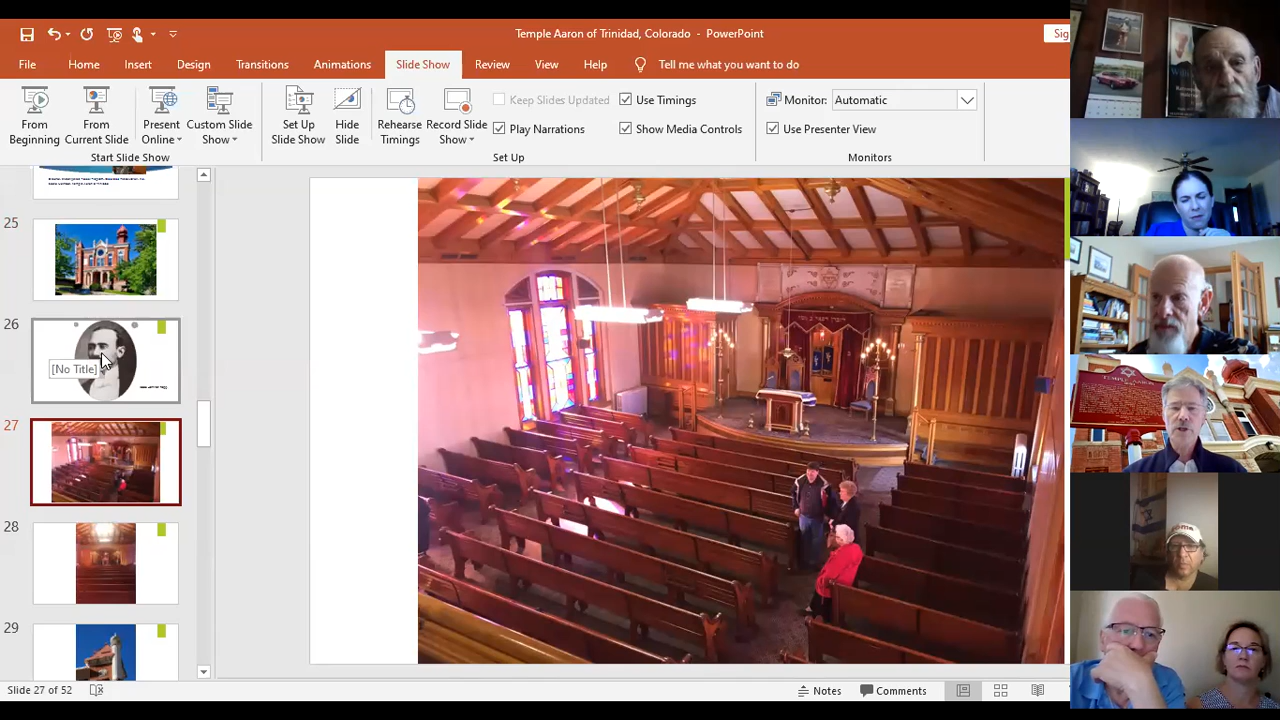 Temple Aaron of Trinidad, Colorado - PowerPoint
File Home Insert Design Transitions Animations Slide Show Review View Help Tell me what you want to do
From Beginning
From Current Slide
Present Online
Custom Slide Show
Start Slide Show
Set Up Slide Show
Hide Slide
Rehearse Timings
Record Slide Show
Keep Slides Updated
Play Narrations
Use Timings
Show Media Controls
Set Up
Monitor: Automatic
Use Presenter View
Monitors
25
26
[No Title]
27
28
29
Slide 27 of 52
Notes
Comments
TEMPLE AARON